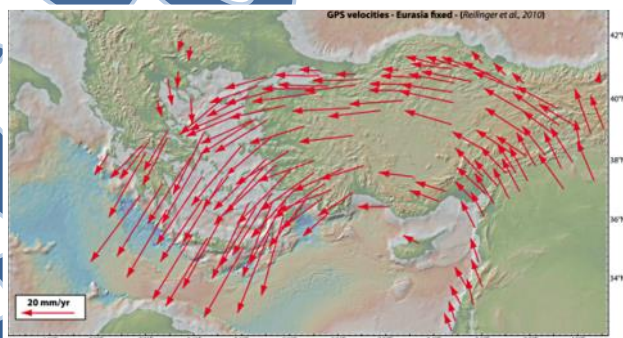 GPS velocities - Eurasia fixed - (Reilinger et al., 2010)
42°N
40°N
38°N
36°N
34°N
20 mm/yr